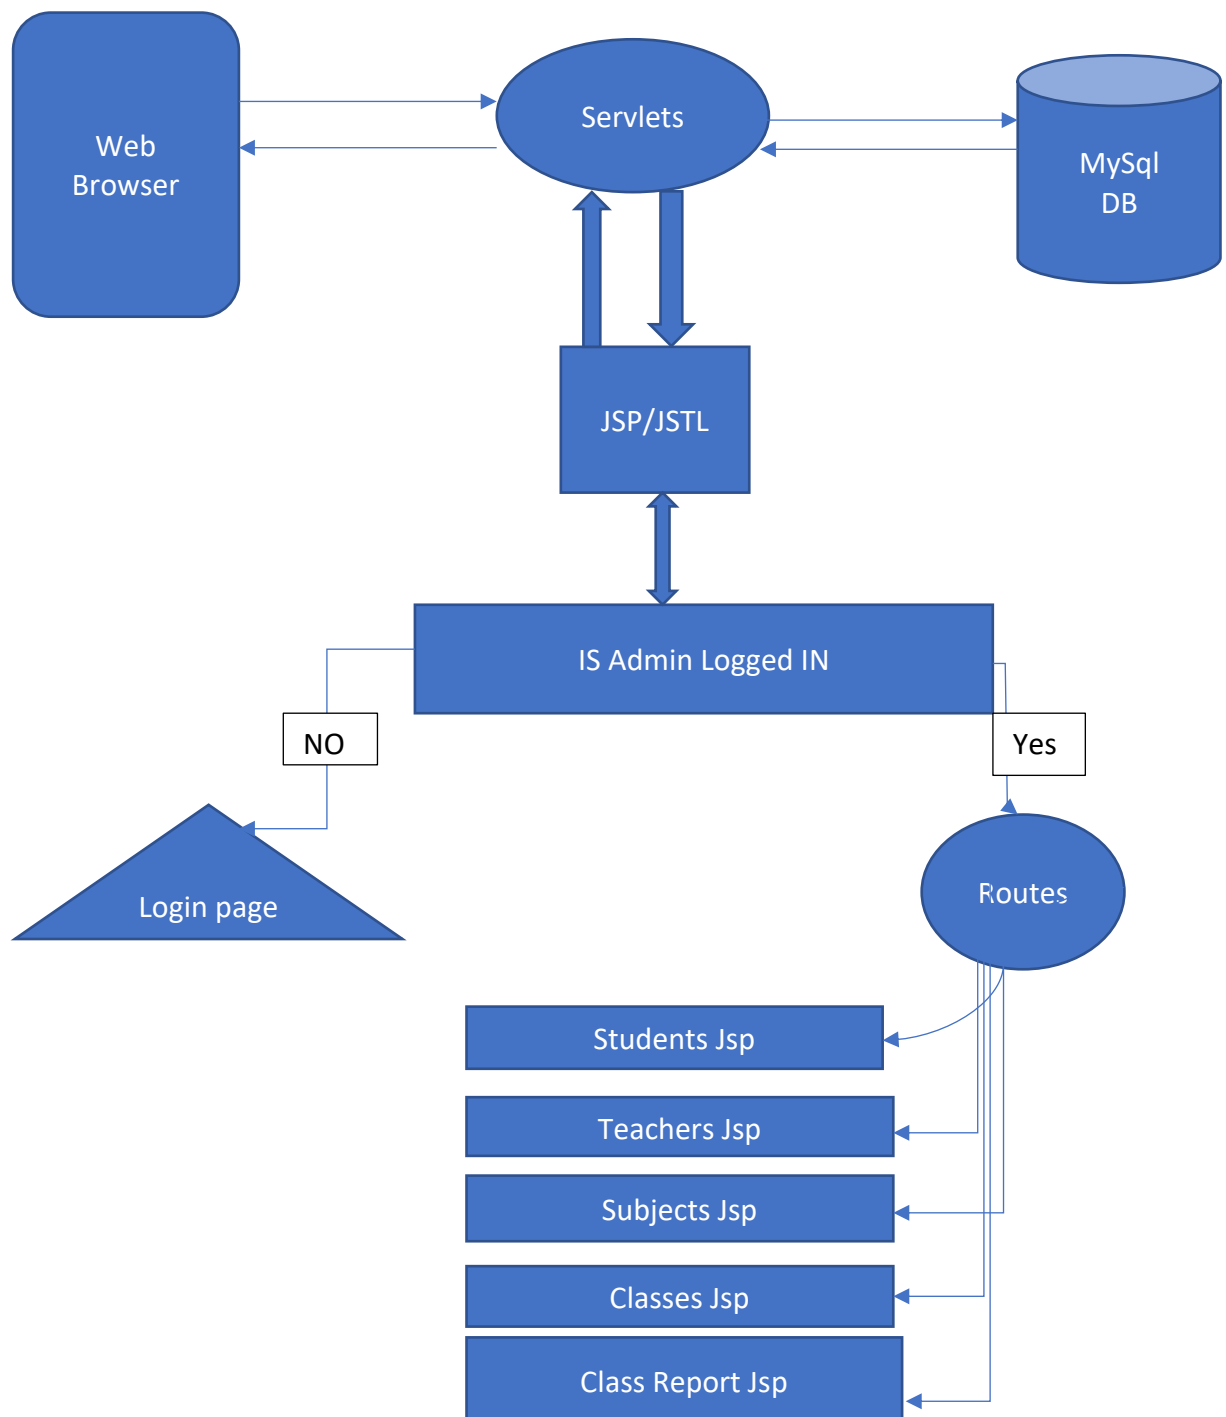 Web
Browser
Servlets
MySql
DB
JSP/JSTL
IS Admin Logged IN
NO
Yes
Login page
Routes
Students Jsp
Teachers Jsp
Subjects Jsp
Classes Jsp
Class Report Jsp